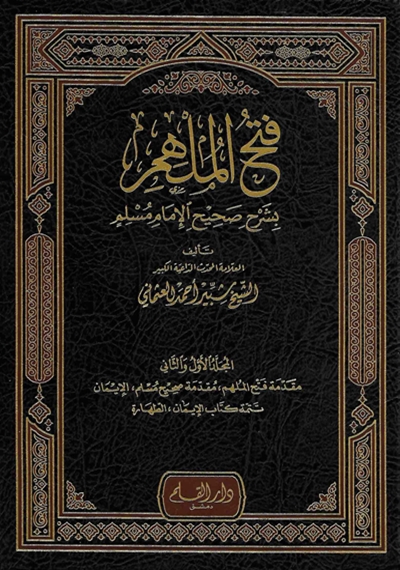 فتح الملهم
بشرح صحيح الإمام مسلم
تأليف
العلامة المحدث الداعية الكبير
الشيخ شبير أحمد العثماني
المجلد الأول والثاني
مقدمة فتح الملهم، مقدمة صحيح مسلم، الإيمان
تتمة كتاب الإيمان، الطهارة
دار القلم
دمشق